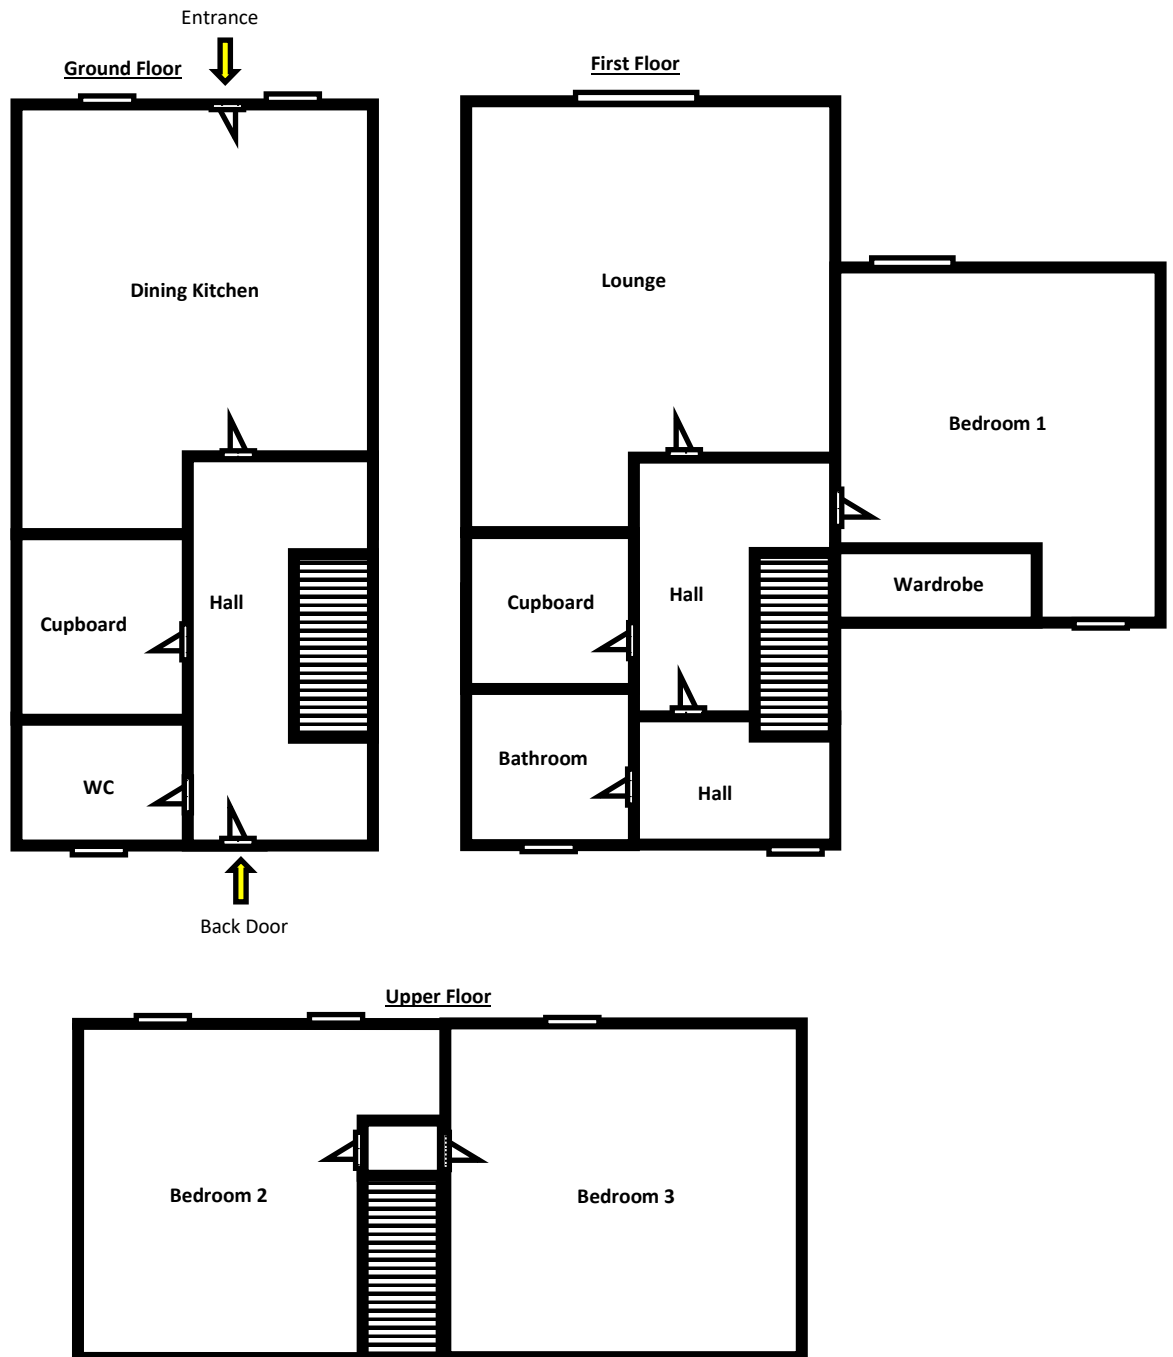 Entrance
Ground Floor
Dining Kitchen
Hall
Cupboard
WC
Back Door
First Floor
Lounge
Bedroom 1
Wardrobe
Hall
Cupboard
Bathroom
Hall
Upper Floor
Bedroom 2
Bedroom 3